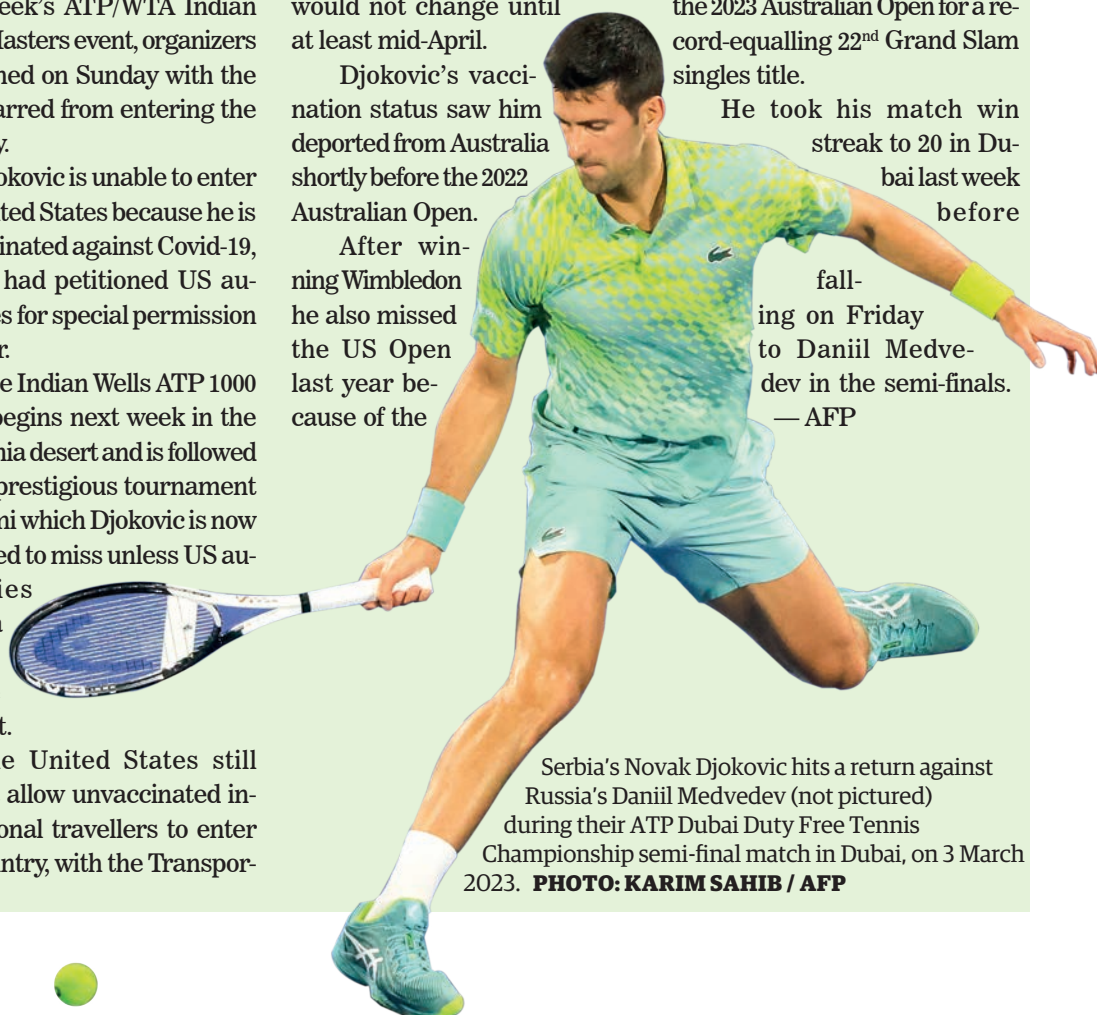 eek's ATP/WTA Indian
Masters event, organizers
ned on Sunday with the
arred from entering the
y.
okovic is unable to enter
ted States because he is
inated against Covid-19,
had petitioned US au-
es for special permission
r.
e Indian Wells ATP 1000
begins next week in the
nia desert and is followed
prestigious tournament
mi which Djokovic is now
ed to miss unless US au-
ies
a
t.
e United States still
allow unvaccinated in-
onal travellers to enter
ntry, with the Transpor-
would not change until
at least mid-April.
Djokovic's vacci-
nation status saw him
deported from Australia
shortly before the 2022
Australian Open.
After win-
ning Wimbledon
he also missed
the US Open
last year be-
cause of the
the 2023 Australian Open for a re-
cord-equalling 22nd Grand Slam
singles title.
He took his match win
streak to 20 in Du-
bai last week
before
fall-
ing on Friday
to Daniil Medve-
dev in the semi-finals.
— AFP
Serbia's Novak Djokovic hits a return against
Russia's Daniil Medvedev (not pictured)
during their ATP Dubai Duty Free Tennis
Championship semi-final match in Dubai, on 3 March
2023. PHOTO: KARIM SAHIB / AFP